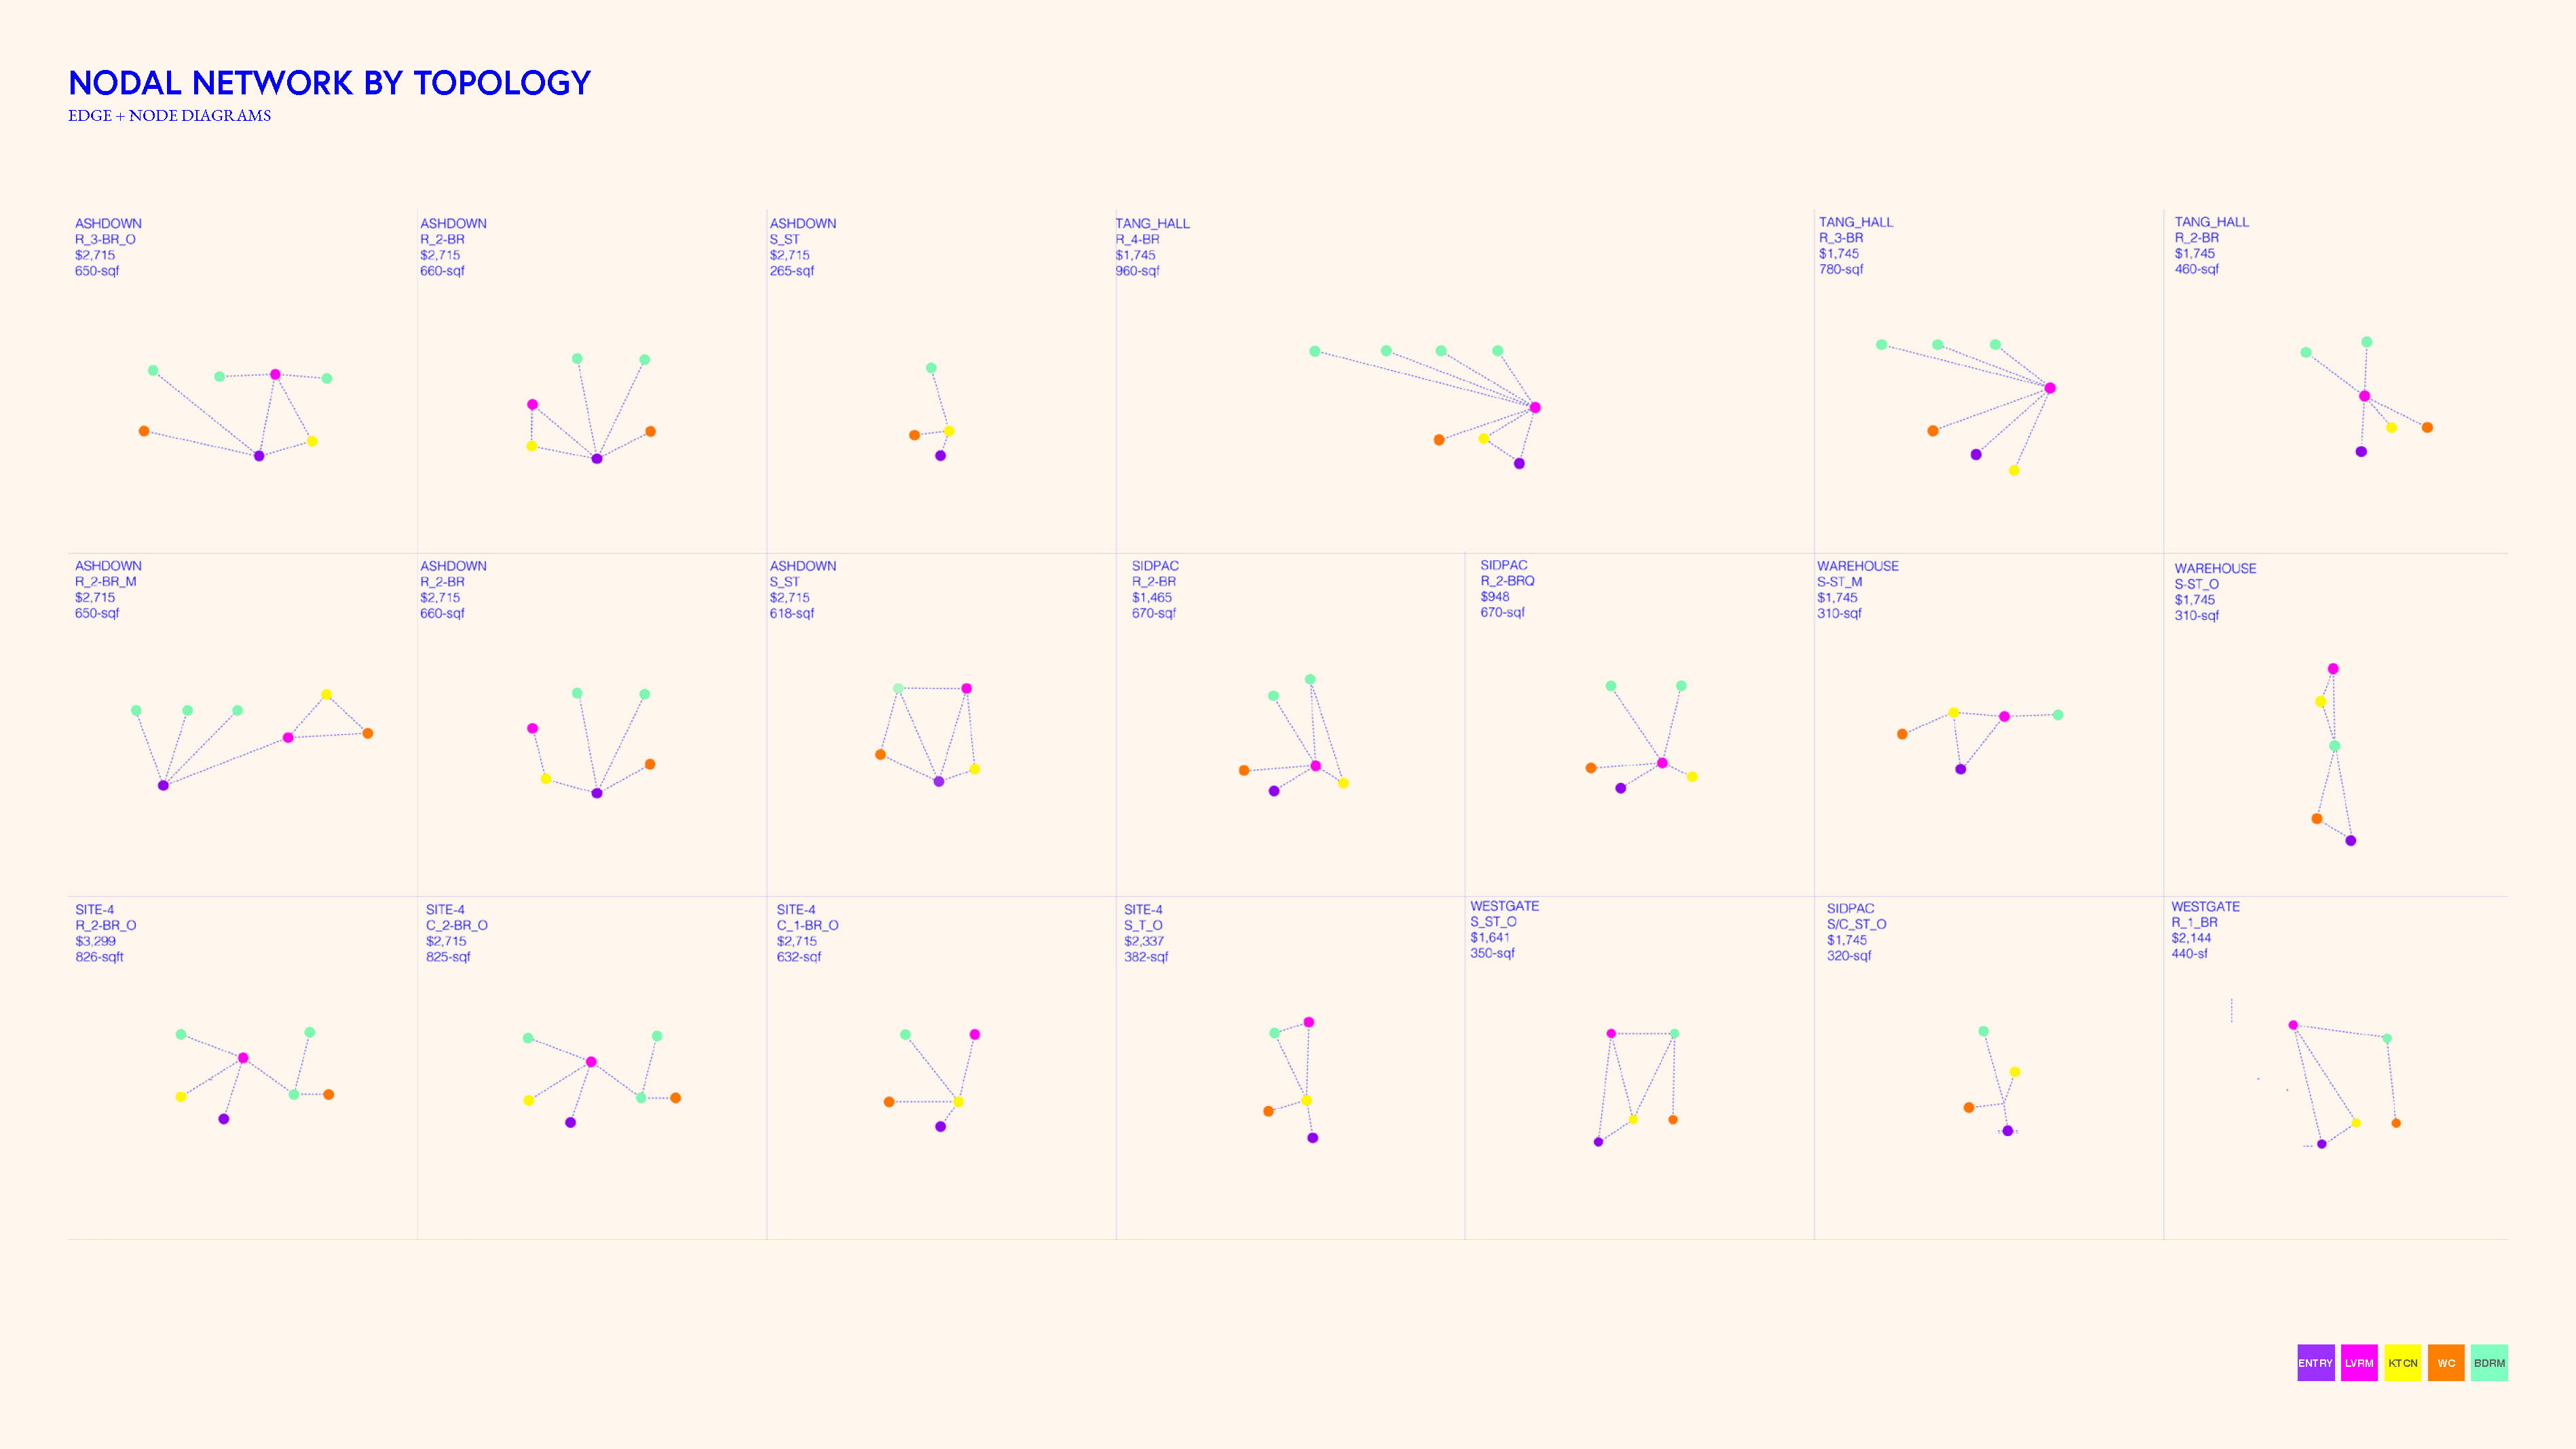 NODAL NETWORK BY TOPOLOGY
EDGE + NODE DIAGRAMS
ASHDOWN
R_3-BR_O
$2,715
650-sqf
ASHDOWN
R_2-BR
$2,715
660-sqf
ASHDOWN
S_ST
$2,715
265-sqf
TANG_HALL
R_4-BR
$1,745
960-sqf
TANG_HALL
R_3-BR
$1,745
780-sqf
TANG_HALL
R_2-BR
$1,745
460-sqf
ASHDOWN
R_2-BR_M
$2,715
650-sqf
ASHDOWN
R_2-BR
$2,715
660-sqf
ASHDOWN
S_ST
$2,715
618-sqf
SIDPAC
R_2-BR
$1,465
670-sqf
SIDPAC
R_2-BRQ
$948
670-sqf
WAREHOUSE
S-ST_M
$1,745
310-sqf
WAREHOUSE
S-ST_O
$1,745
310-sqf
SITE-4
R_2-BR_O
$3,299
826-sqft
SITE-4
C_2-BR_O
$2,715
825-sqf
SITE-4
C_1-BR_O
$2,715
632-sqf
SITE-4
S_T_O
$2,337
382-sqf
WESTGATE
S_ST_O
$1,641
350-sqf
SIDPAC
S/C_ST_O
$1,745
320-sqf
WESTGATE
R_1_BR
$2,144
440-sf
ENTRY LVRM KTCN WC BDRM